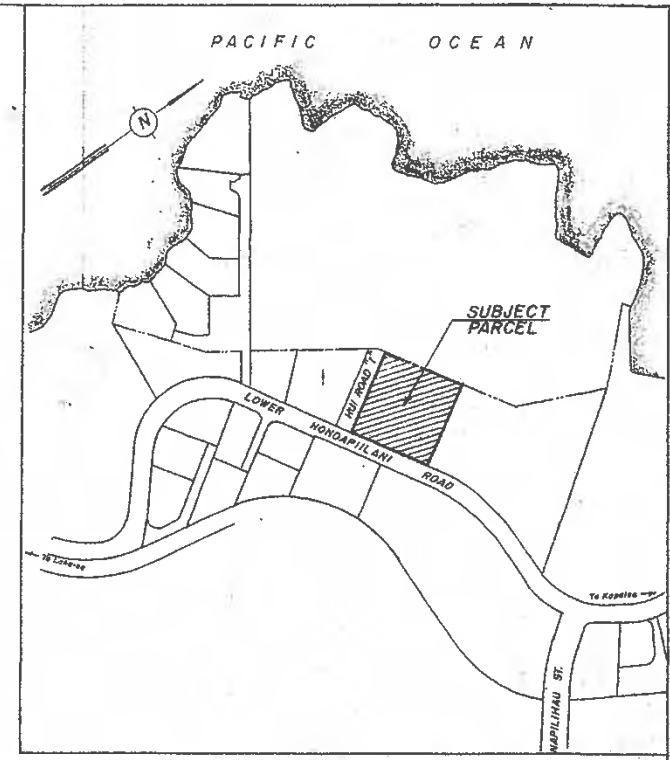 PACIFIC OCEAN
N
SUBJECT
PARCEL
HUI ROAD "I"
LOWER HONOAPIILANI ROAD
To Lahaina
To Kapalua
NAPILIHAU ST.